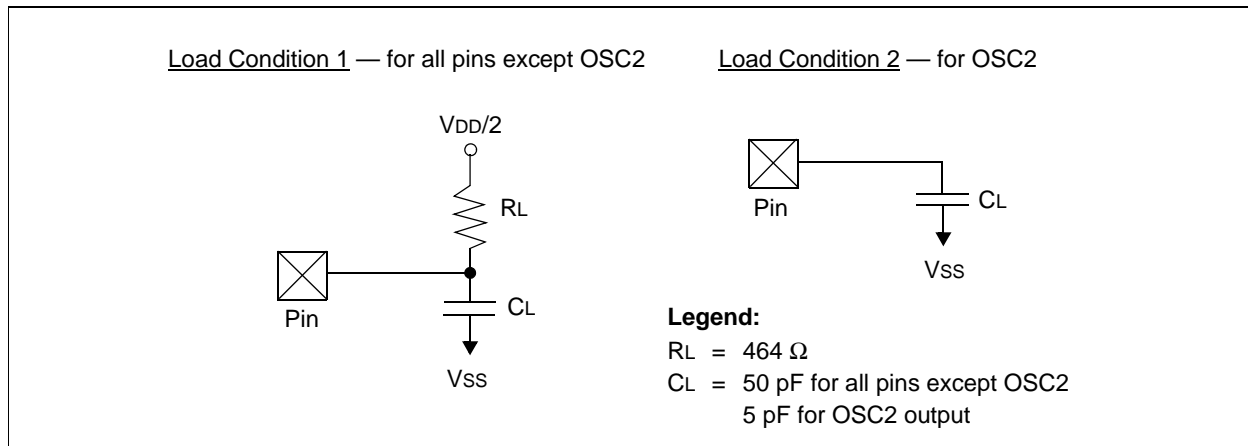 Load Condition 1 — for all pins except OSC2
VDD/2
RL
Pin
CL
VSS
Load Condition 2 — for OSC2
Pin
CL
VSS
Legend:
RL = 464 Ω
CL = 50 pF for all pins except OSC2
5 pF for OSC2 output